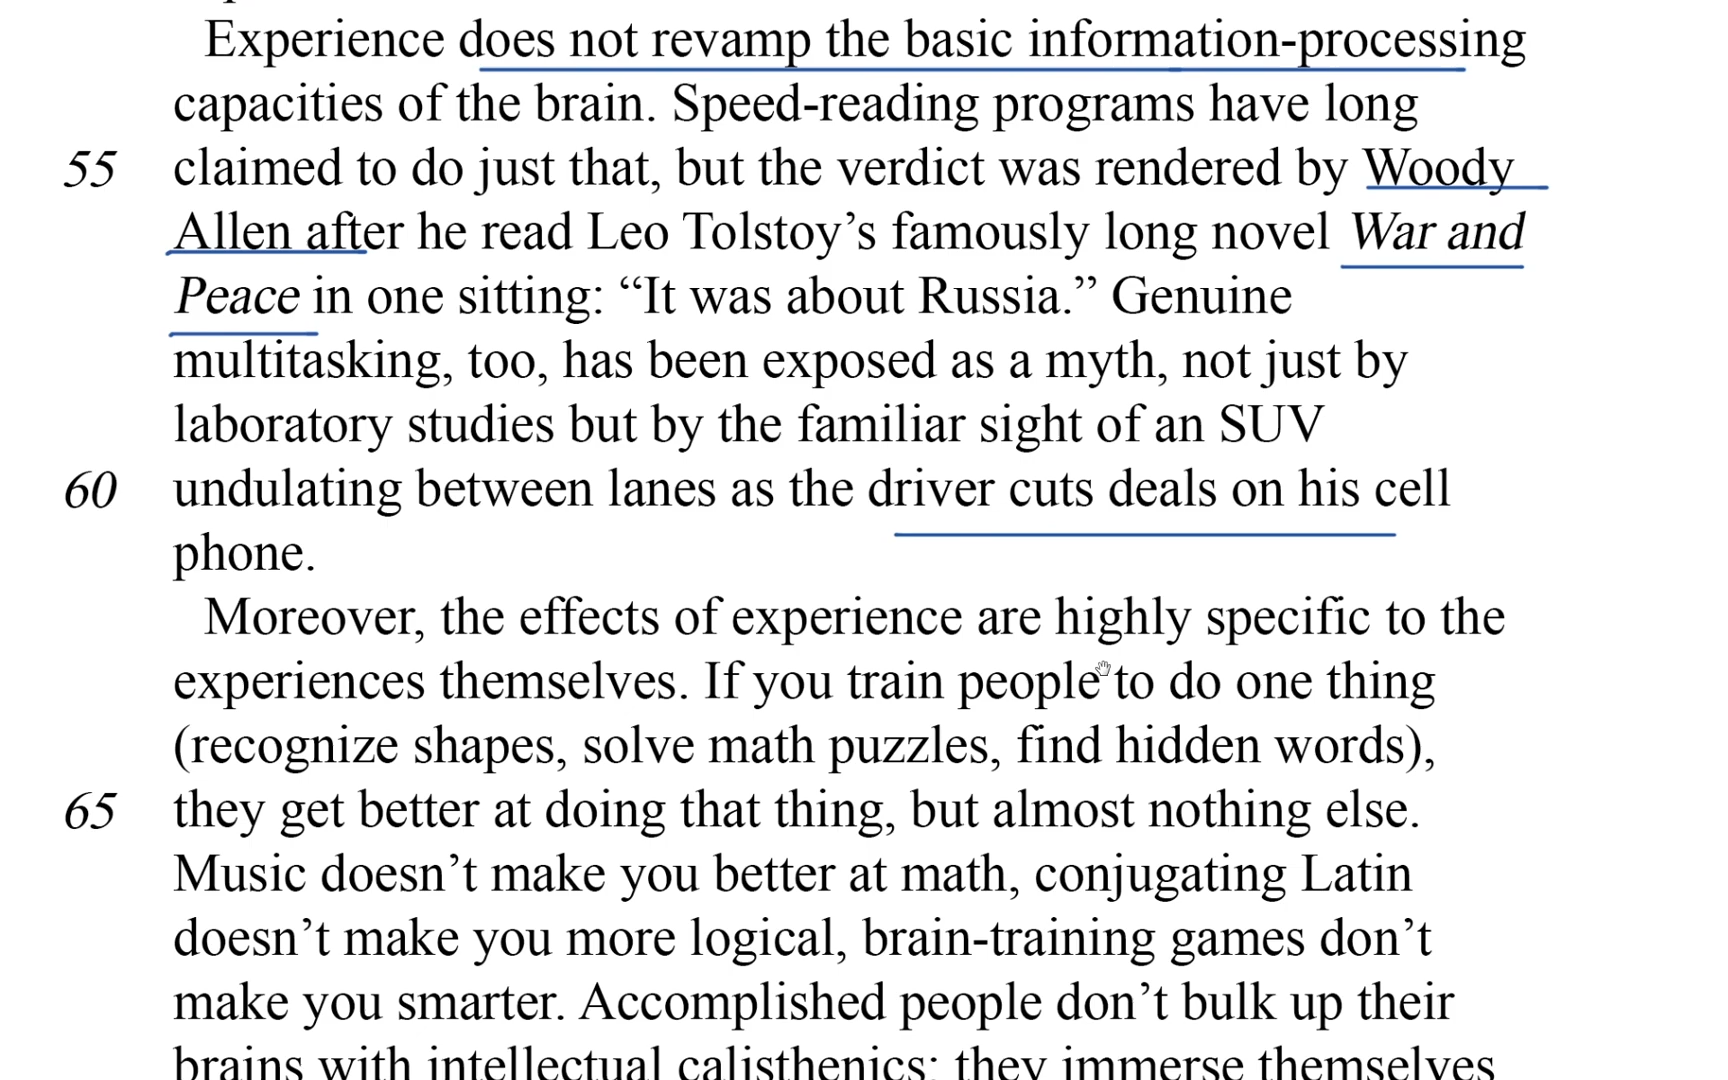 Experience does not revamp the basic information-processing
capacities of the brain. Speed-reading programs have long
55 claimed to do just that, but the verdict was rendered by Woody
Allen after he read Leo Tolstoy’s famously long novel War and
Peace in one sitting: “It was about Russia.” Genuine
multitasking, too, has been exposed as a myth, not just by
laboratory studies but by the familiar sight of an SUV
60 undulating between lanes as the driver cuts deals on his cell
phone.
Moreover, the effects of experience are highly specific to the
experiences themselves. If you train people to do one thing
(recognize shapes, solve math puzzles, find hidden words),
65 they get better at doing that thing, but almost nothing else.
Music doesn’t make you better at math, conjugating Latin
doesn’t make you more logical, brain-training games don’t
make you smarter. Accomplished people don’t bulk up their
brains with intellectual calisthenics; they immerse themselves